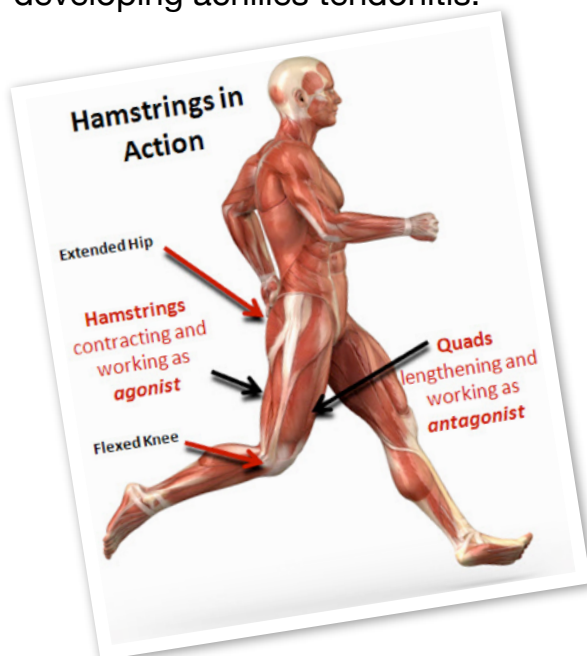 developing achilles tendonitis.
Hamstrings in
Action
Extended Hip
Hamstrings
contracting and
working as
agonist
Quads
lengthening and
working as
antagonist
Flexed Knee